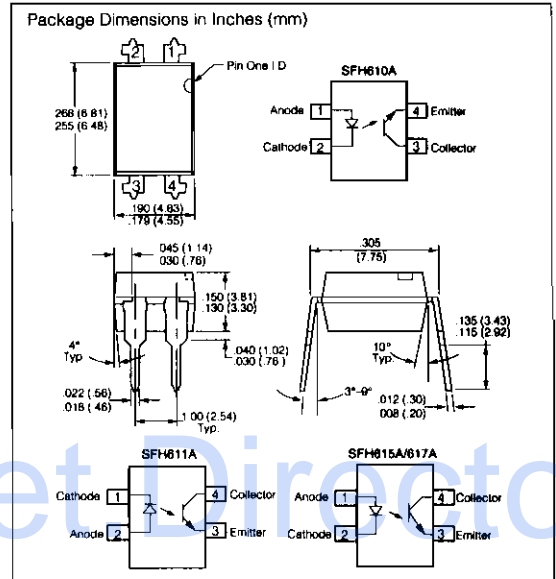 Package Dimensions in Inches (mm)
2 1
Pin One I D
268 (6.81)
255 (6.48)
3 4
.190 (4.83)
.179 (4.55)
SFH610A
Anode 1
4 Emitter
Cathode 2
3 Collector
.045 (1.14)
.030 (.76)
.150 (3.81)
.130 (3.30)
4°
Typ.
.040 (1.02)
.030 (.76)
.022 (.56)
.018 (.46)
1.00 (2.54)
Typ.
.305
(7.75)
.135 (3.43)
.115 (2.92)
10°
Typ.
3°-9°
.012 (.30)
.008 (.20)
SFH611A
Cathode 1
4 Collector
Anode 2
3 Emitter
SFH615A/617A
Anode 1
4 Collector
Cathode 2
3 Emitter
et.Directo